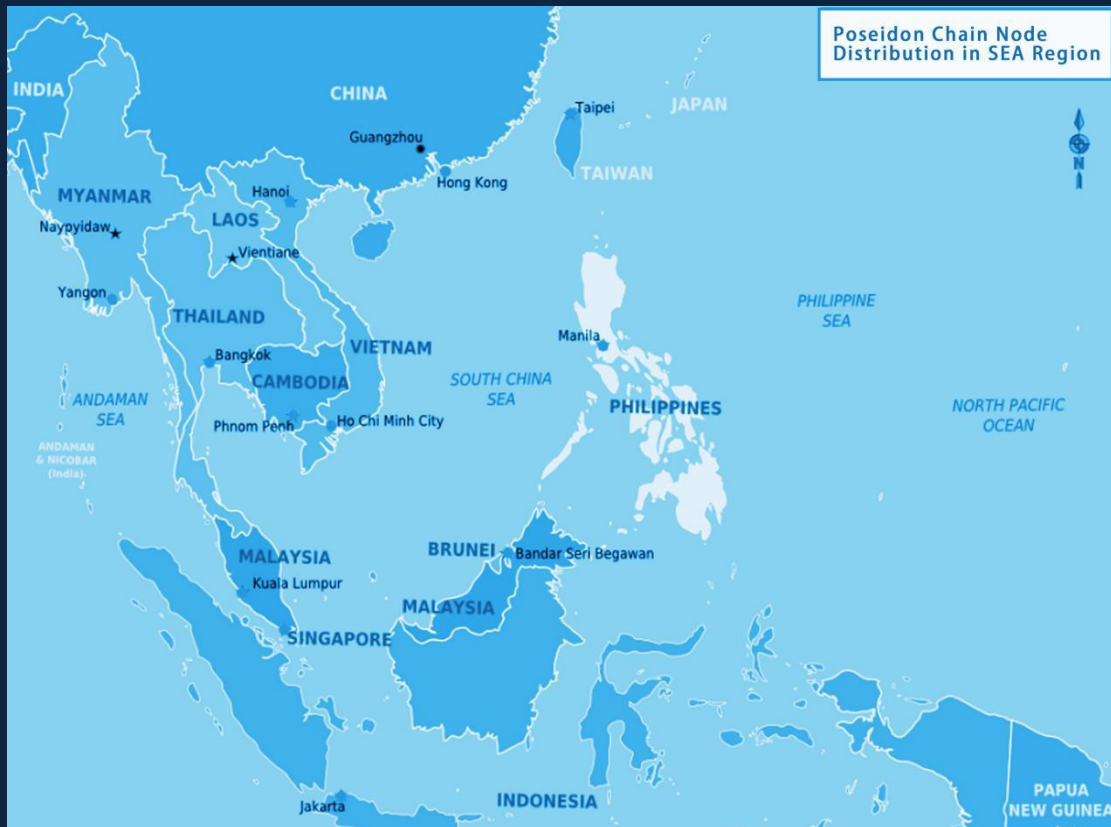 Poseidon Chain Node
Distribution in SEA Region
INDIA
CHINA
JAPAN
Taipei
Guangzhou
TAIWAN
Hong Kong
MYANMAR
Hanoi
LAOS
Naypyidaw
Vientiane
N
Yangon
THAILAND
PHILIPPINE
SEA
Manila
VIETNAM
Bangkok
CAMBODIA
SOUTH CHINA
SEA
ANDAMAN
SEA
PHILIPPINES
NORTH PACIFIC
OCEAN
Phnom Penh
Ho Chi Minh City
ANDAMAN
& NICOBAR
(India)
BRUNEI
Bandar Seri Begawan
MALAYSIA
Kuala Lumpur
MALAYSIA
SINGAPORE
INDONESIA
Jakarta
PAPUA
NEW GUINEA